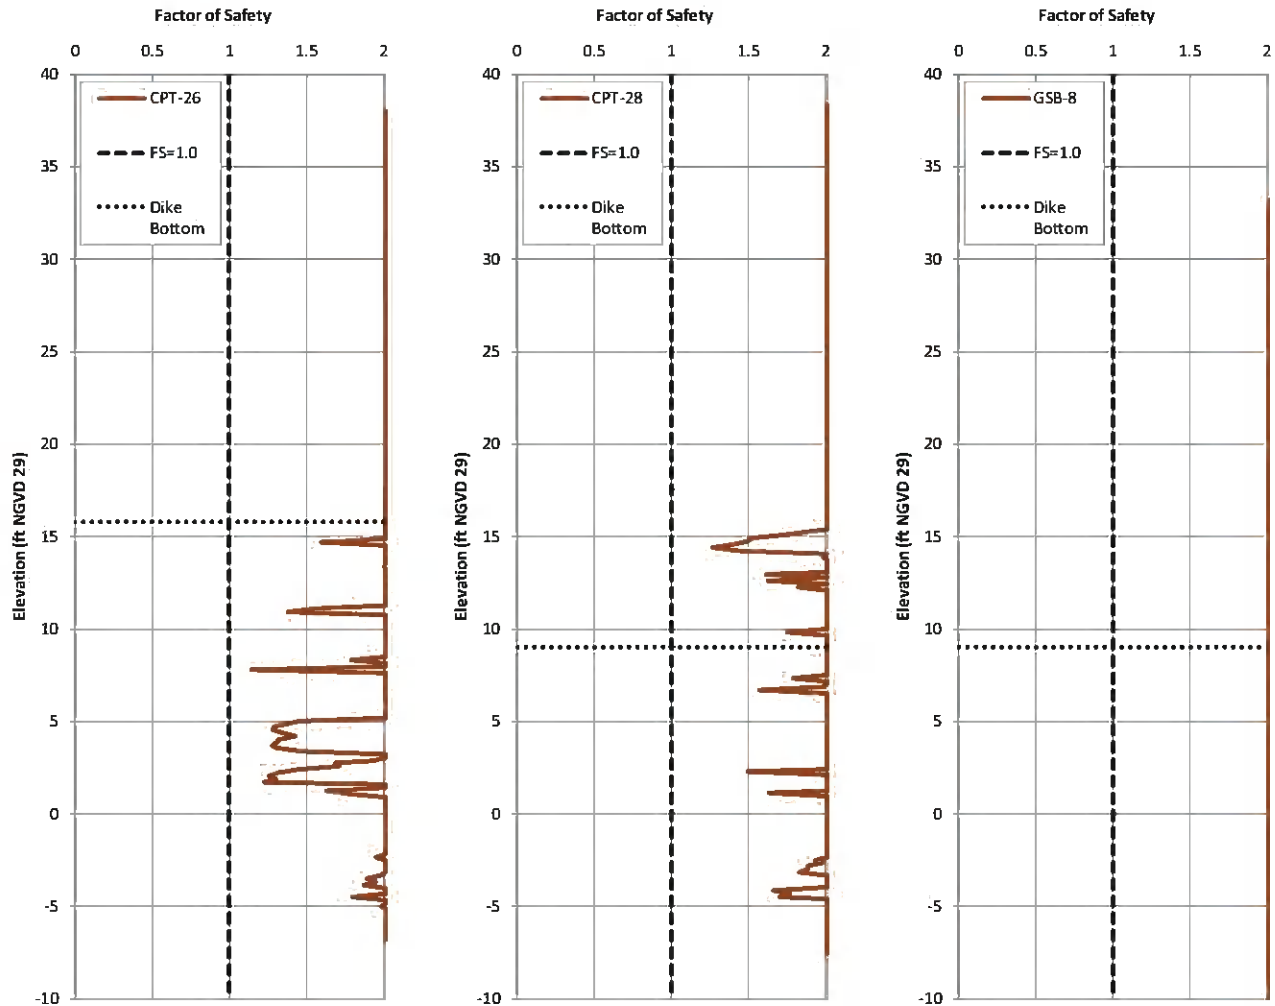 Factor of Safety
0 0.5 1 1.5 2
40
35
30
25
20
15
10
5
0
-5
-10
Elevation (ft NGVD 29)
CPT-26
FS=1.0
Dike
Bottom
Factor of Safety
0 0.5 1 1.5 2
40
35
30
25
20
15
10
5
0
-5
-10
Elevation (ft NGVD 29)
CPT-28
FS=1.0
Dike
Bottom
Factor of Safety
0 0.5 1 1.5 2
40
35
30
25
20
15
10
5
0
-5
-10
Elevation (ft NGVD 29)
GSB-8
FS=1.0
Dike
Bottom